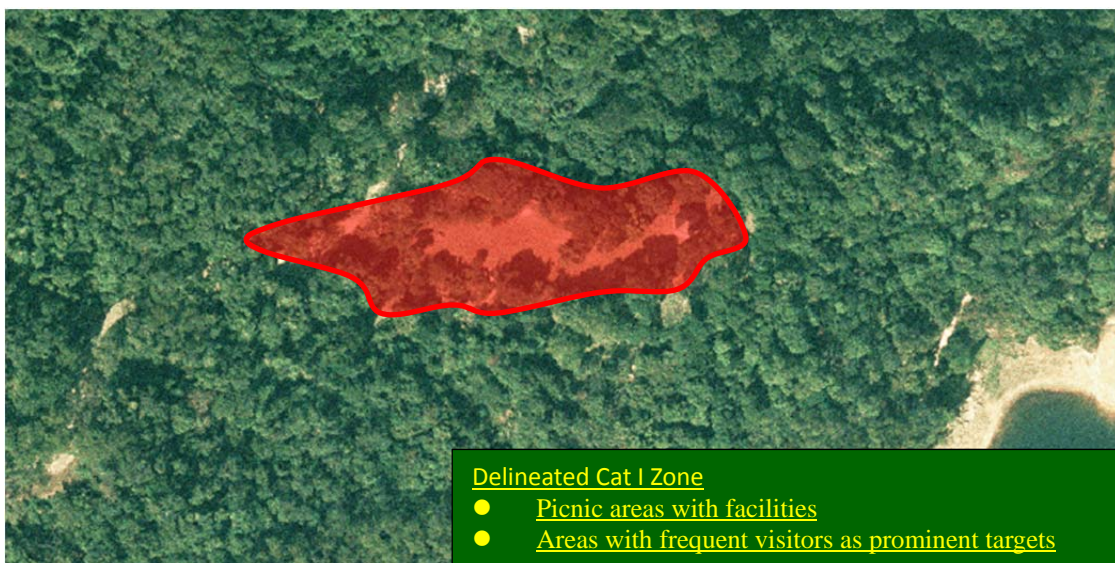 Delineated Cat I Zone
● Picnic areas with facilities
● Areas with frequent visitors as prominent targets